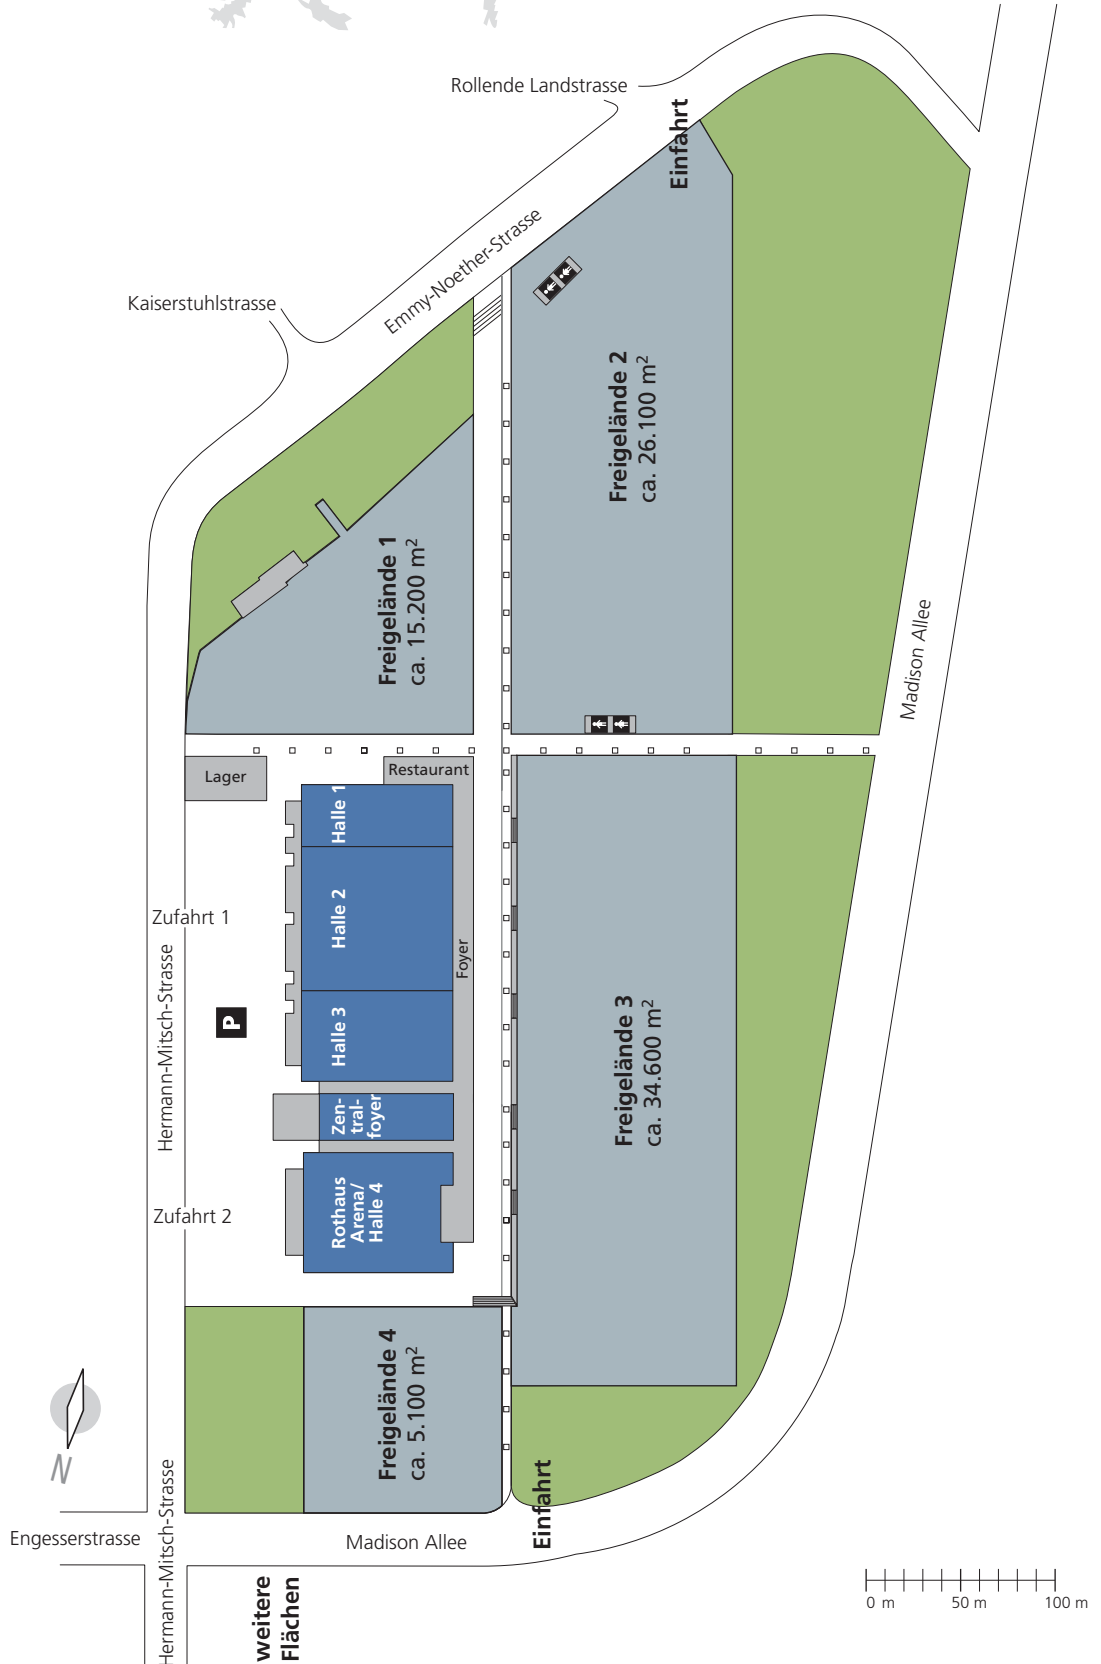 Rollende Landstrasse
Einfahrt
Emmy-Noether-Strasse
Kaiserstuhlstrasse
Freigelände 2
ca. 26.100 m²
Freigelände 1
ca. 15.200 m²
Madison Allee
Lager
Restaurant
Halle 1
Halle 2
Zufahrt 1
Foyer
Hermann-Mitsch-Strasse
P
Halle 3
Freigelände 3
ca. 34.600 m²
Zen-
tral-
foyer
Rothaus
Arena/
Halle 4
Zufahrt 2
Freigelände 4
ca. 5.100 m²
N
Einfahrt
Engesserstrasse
Hermann-Mitsch-Strasse
Madison Allee
weitere
Flächen
0 m 50 m 100 m